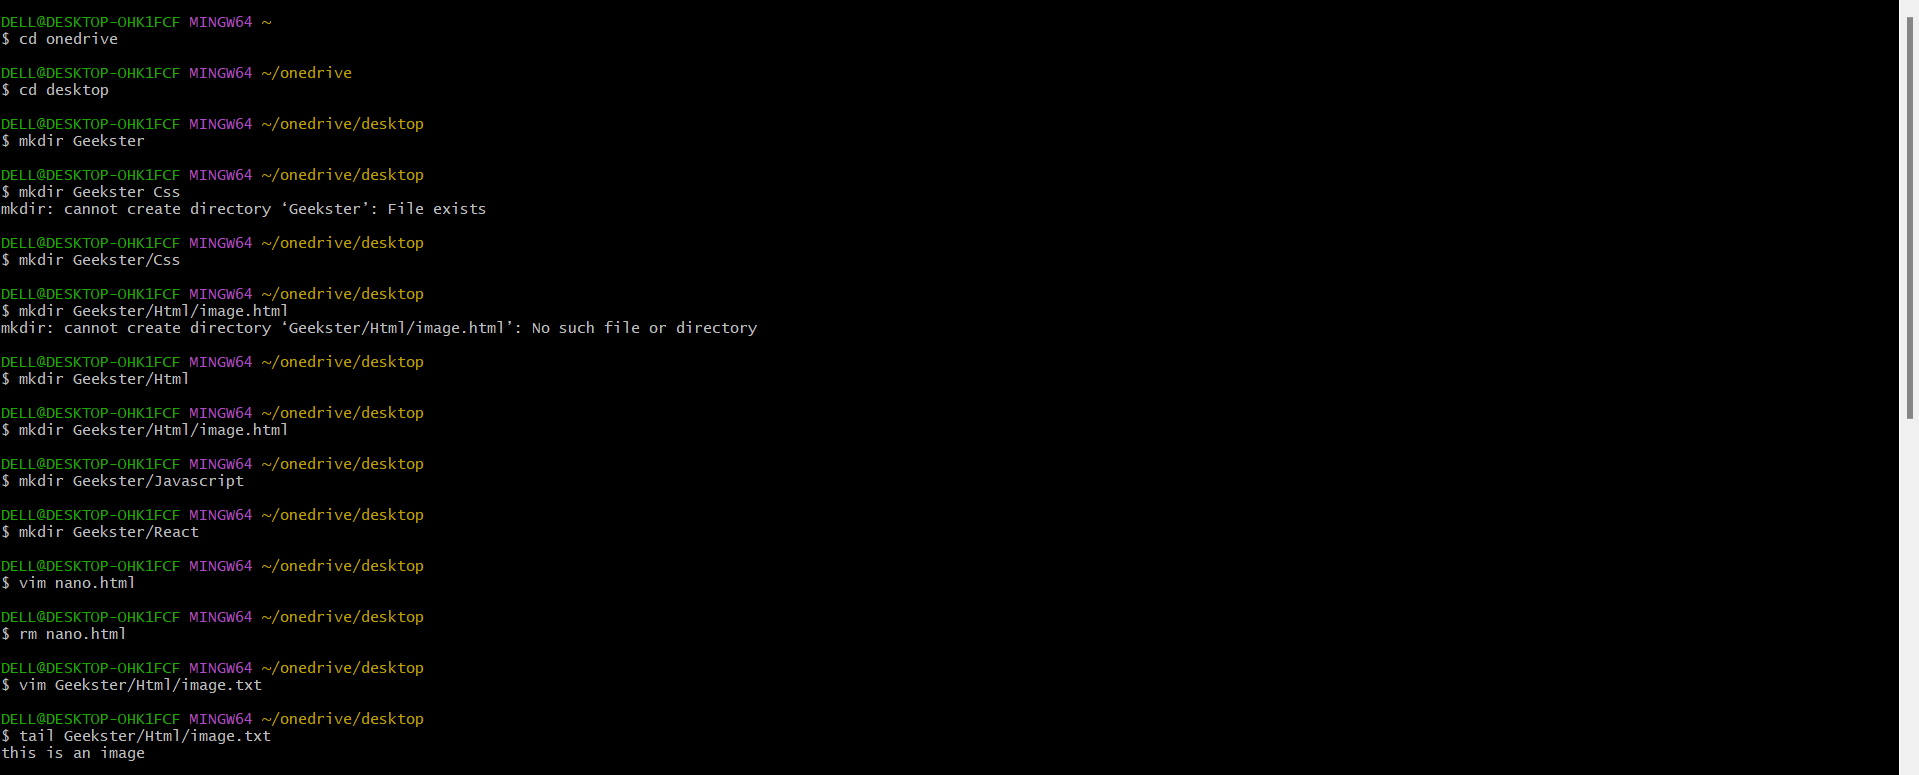 DELL@DESKTOP-OHK1FCF MINGW64 ~
$ cd onedrive
DELL@DESKTOP-OHK1FCF MINGW64 ~/onedrive
$ cd desktop
DELL@DESKTOP-OHK1FCF MINGW64 ~/onedrive/desktop
$ mkdir Geekster
DELL@DESKTOP-OHK1FCF MINGW64 ~/onedrive/desktop
$ mkdir Geekster Css
mkdir: cannot create directory ‘Geekster’: File exists
DELL@DESKTOP-OHK1FCF MINGW64 ~/onedrive/desktop
$ mkdir Geekster/Css
DELL@DESKTOP-OHK1FCF MINGW64 ~/onedrive/desktop
$ mkdir Geekster/Html/image.html
mkdir: cannot create directory ‘Geekster/Html/image.html’: No such file or directory
DELL@DESKTOP-OHK1FCF MINGW64 ~/onedrive/desktop
$ mkdir Geekster/Html
DELL@DESKTOP-OHK1FCF MINGW64 ~/onedrive/desktop
$ mkdir Geekster/Html/image.html
DELL@DESKTOP-OHK1FCF MINGW64 ~/onedrive/desktop
$ mkdir Geekster/Javascript
DELL@DESKTOP-OHK1FCF MINGW64 ~/onedrive/desktop
$ mkdir Geekster/React
DELL@DESKTOP-OHK1FCF MINGW64 ~/onedrive/desktop
$ vim nano.html
DELL@DESKTOP-OHK1FCF MINGW64 ~/onedrive/desktop
$ rm nano.html
DELL@DESKTOP-OHK1FCF MINGW64 ~/onedrive/desktop
$ vim Geekster/Html/image.txt
DELL@DESKTOP-OHK1FCF MINGW64 ~/onedrive/desktop
$ tail Geekster/Html/image.txt
this is an image